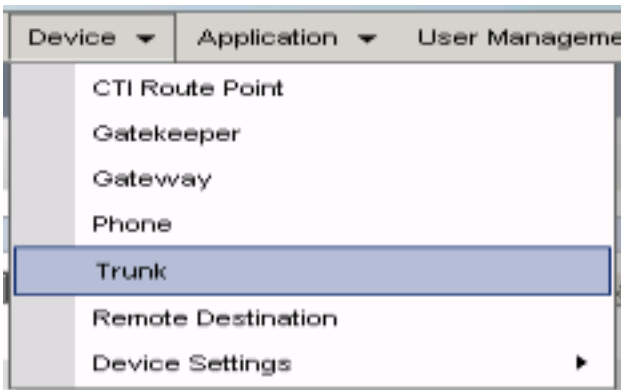 Device Application User Manageme
CTI Route Point
Gatekeeper
Gateway
Phone
Trunk
Remote Destination
Device Settings